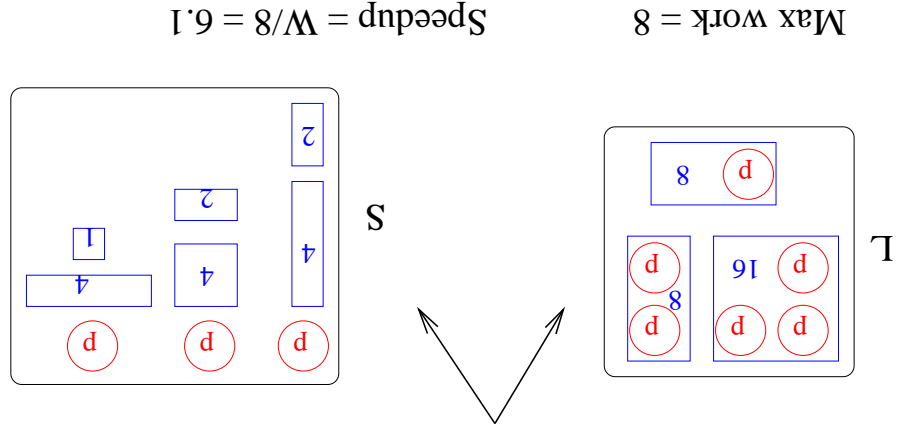 L
p p p
8
p 16 p
p 8
S
p p p
4 4 4
1
2
2
Max work = 8
Speedup = W/8 = 6.1